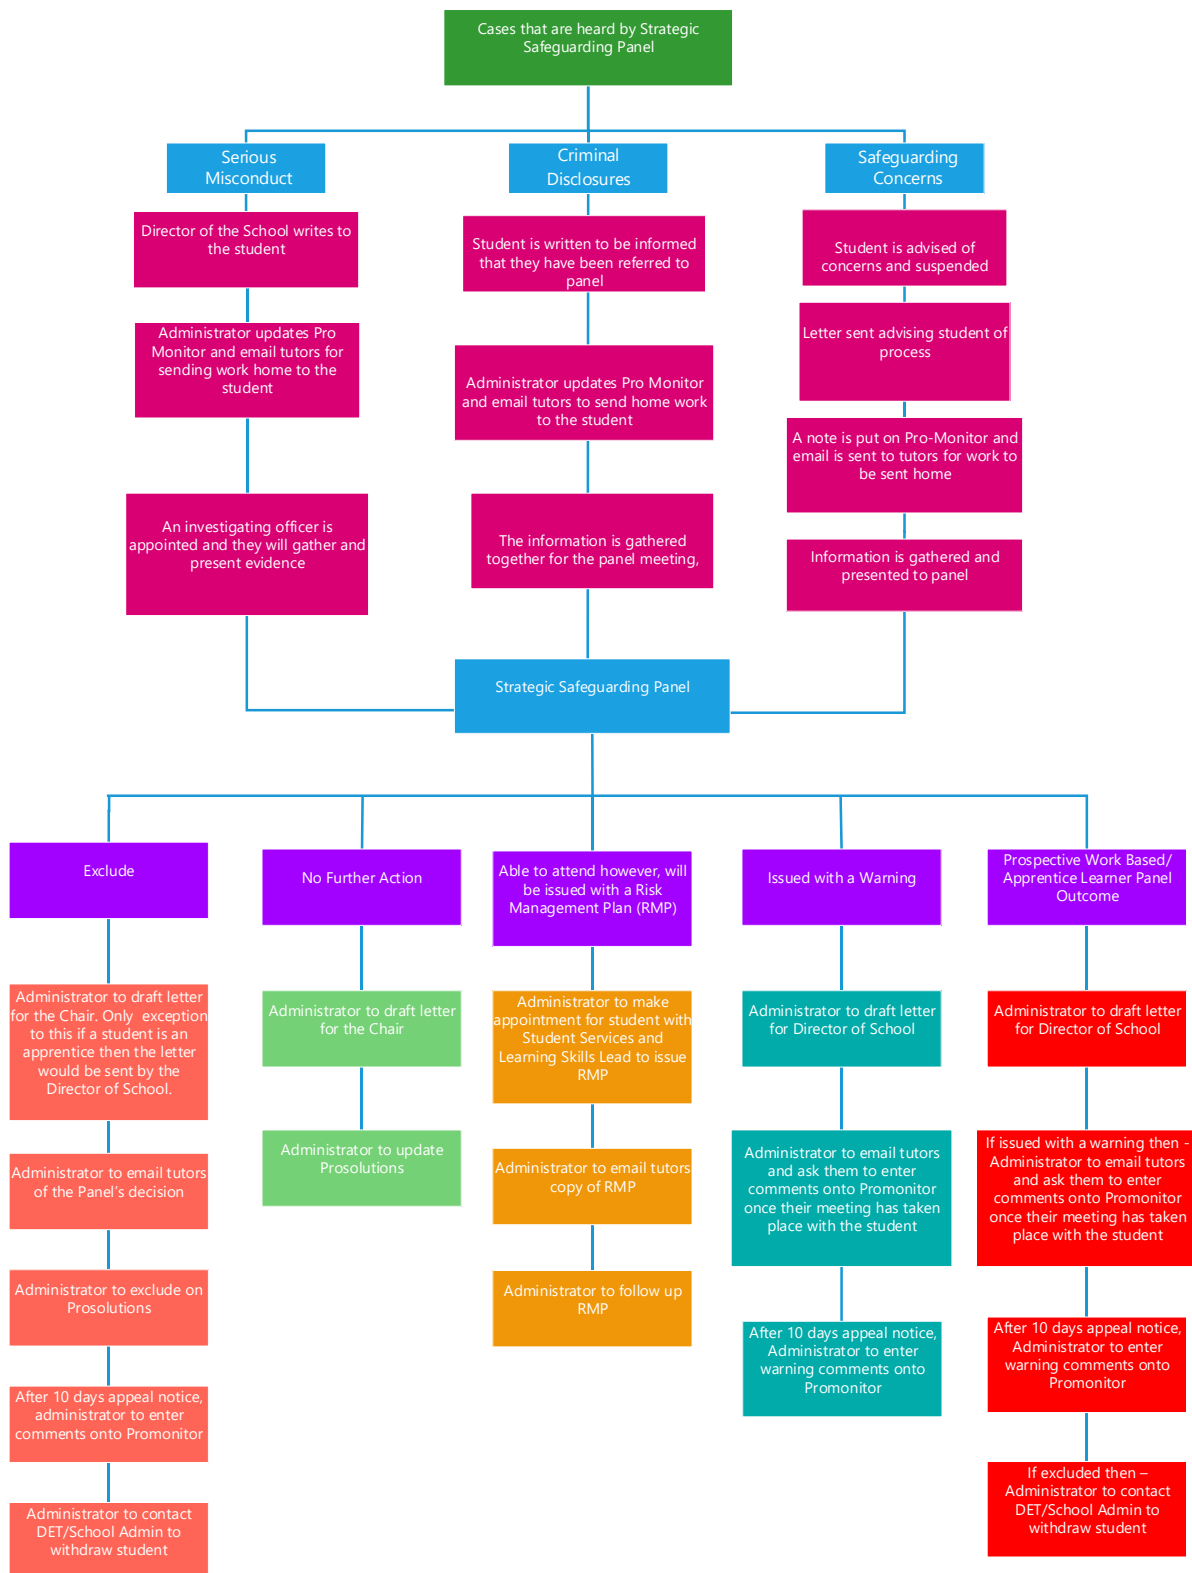 Cases that are heard by Strategic
Safeguarding Panel
Serious
Misconduct
Criminal
Disclosures
Safeguarding
Concerns
Director of the School writes to
the student
Student is written to be informed
that they have been referred to
panel
Student is advised of
concerns and suspended
Administrator updates Pro
Monitor and email tutors for
sending work home to the
student
Administrator updates Pro Monitor
and email tutors to send home work
to the student
Letter sent advising student of
process
A note is put on Pro-Monitor and
email is sent to tutors for work to
be sent home
An investigating officer is
appointed and they will gather and
present evidence
The information is gathered
together for the panel meeting,
Information is gathered and
presented to panel
Strategic Safeguarding Panel
Exclude
No Further Action
Able to attend however, will
be issued with a Risk
Management Plan (RMP)
Issued with a Warning
Prospective Work Based/
Apprentice Learner Panel
Outcome
Administrator to draft letter
for the Chair. Only  exception
to this if a student is an
apprentice then the letter
would be sent by the
Director of School.
Administrator to draft letter
for the Chair
Administrator to make
appointment for student with
Student Services and
Learning Skills Lead to issue
RMP
Administrator to draft letter
for Director of School
Administrator to draft letter
for Director of School
Administrator to email tutors
of the Panel’s decision
Administrator to update
Prosolutions
Administrator to email tutors
copy of RMP
Administrator to email tutors
and ask them to enter
comments onto Promonitor
once their meeting has taken
place with the student
If issued with a warning then -
Administrator to email tutors
and ask them to enter
comments onto Promonitor
once their meeting has taken
place with the student
Administrator to exclude on
Prosolutions
Administrator to follow up
RMP
After 10 days appeal notice,
Administrator to enter
warning comments onto
Promonitor
After 10 days appeal notice,
Administrator to enter
warning comments onto
Promonitor
After 10 days appeal notice,
administrator to enter
comments onto Promonitor
If excluded then –
Administrator to contact
DET/School Admin to
withdraw student
Administrator to contact
DET/School Admin to
withdraw student